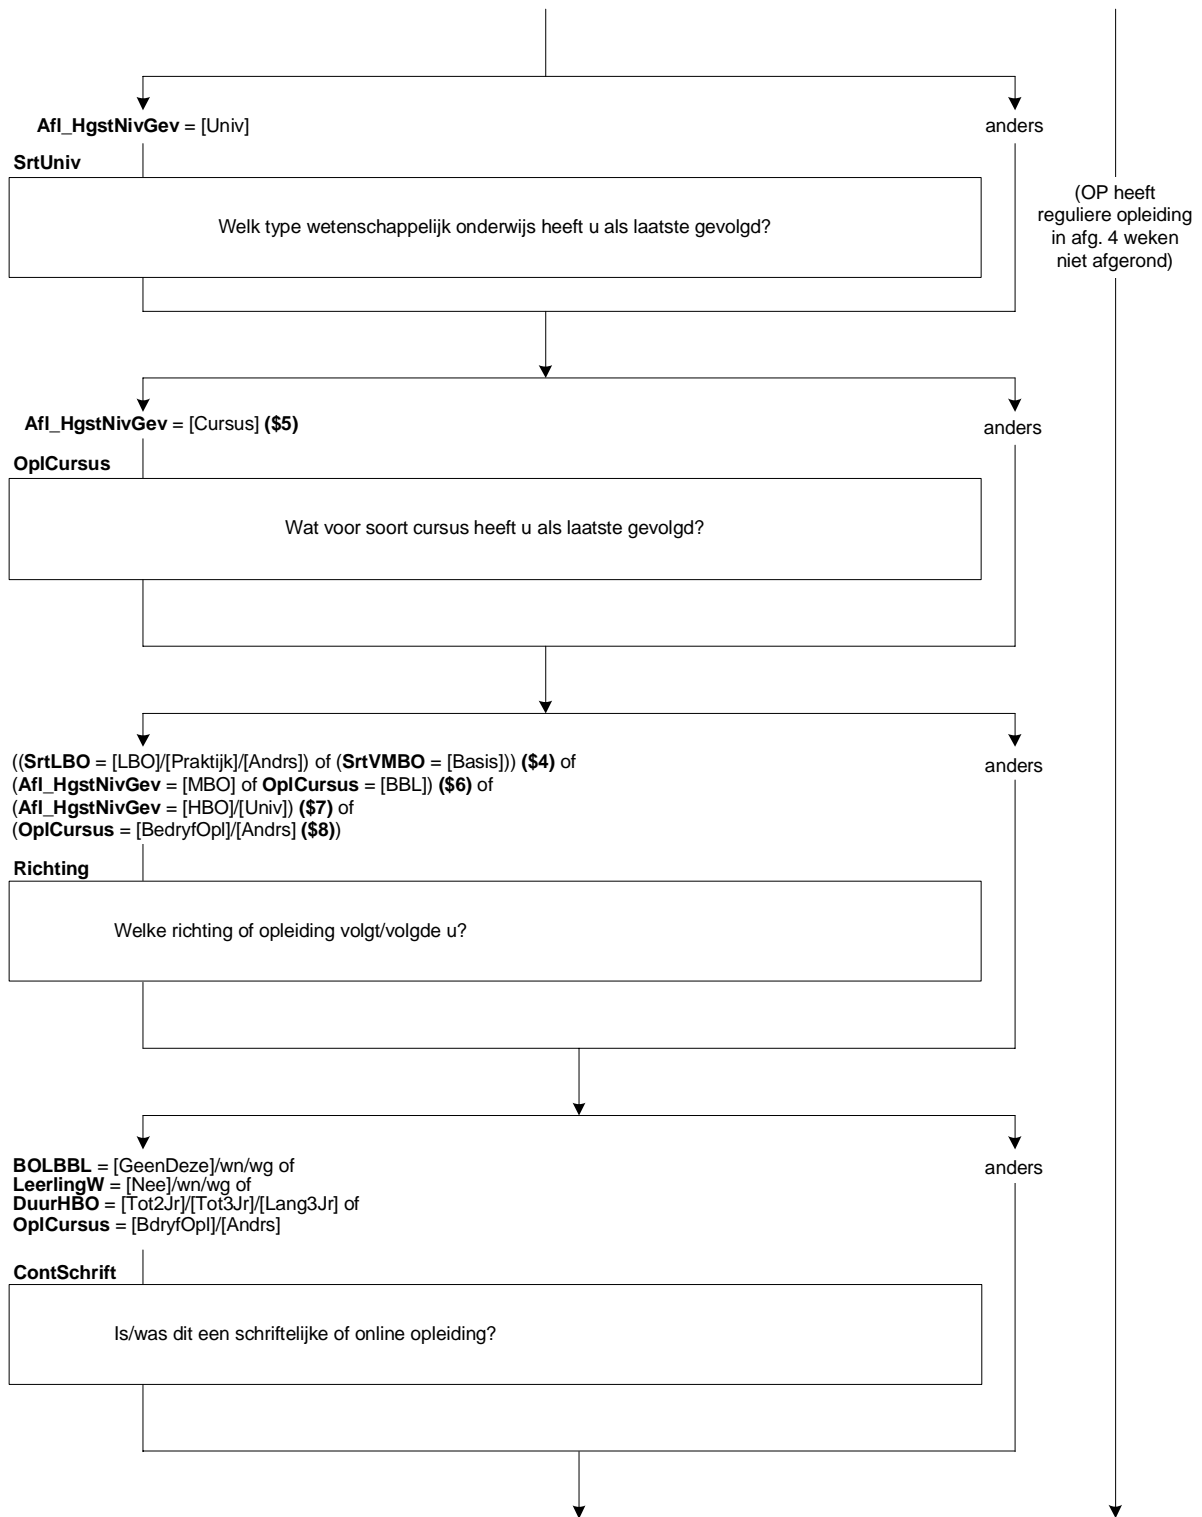 Afl_HgstNivGev = [Univ]
anders
SrtUniv
Welk type wetenschappelijk onderwijs heeft u als laatste gevolgd?
(OP heeft
reguliere opleiding
in afg. 4 weken
niet afgerond)
Afl_HgstNivGev = [Cursus] ($5)
anders
OplCursus
Wat voor soort cursus heeft u als laatste gevolgd?
((SrtLBO = [LBO]/[Praktijk]/[Andrs]) of (SrtVMBO = [Basis])) ($4) of
(Afl_HgstNivGev = [MBO] of OplCursus = [BBL]) ($6) of
(Afl_HgstNivGev = [HBO]/[Univ]) ($7) of
(OplCursus = [BedryfOpl]/[Andrs] ($8))
anders
Richting
Welke richting of opleiding volgt/volgde u?
BOLBBL = [GeenDeze]/wn/wg of
LeerlingW = [Nee]/wn/wg of
DuurHBO = [Tot2Jr]/[Tot3Jr]/[Lang3Jr] of
OplCursus = [BdryfOpl]/[Andrs]
anders
ContSchrift
Is/was dit een schriftelijke of online opleiding?